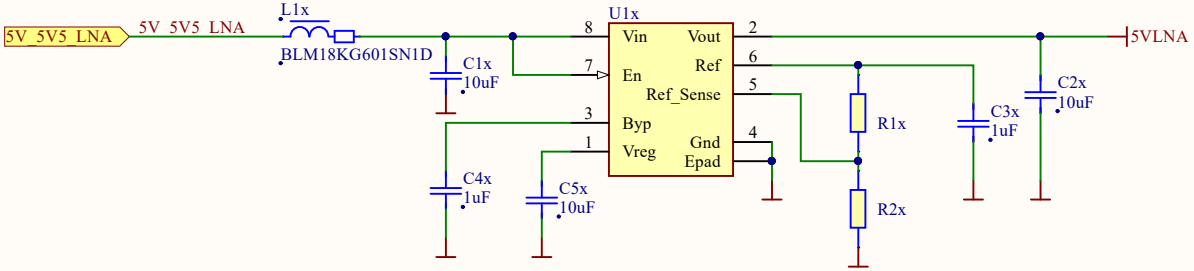 L1x
5V_5V5_LNA
5V_5V5_LNA
BLM18KG601SN1D
C1x
10uF
U1x
8
Vin
7
En
3
Byp
1
Vreg
Vout
2
Ref
6
Ref_Sense
5
Gnd
4
Epad
C4x
1uF
C5x
10uF
R1x
R2x
C3x
1uF
C2x
10uF
5VLNA